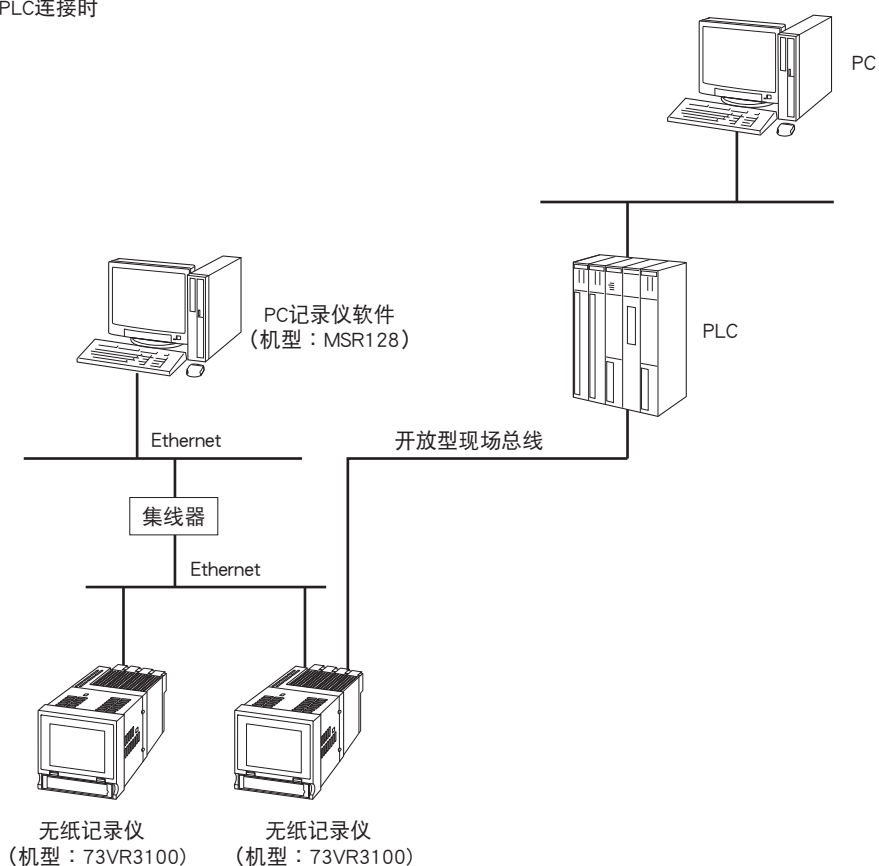 PLC连接时
PC
PC记录仪软件
（机型：MSR128）
PLC
Ethernet
开放型现场总线
集线器
Ethernet
无纸记录仪
（机型：73VR3100）
无纸记录仪
（机型：73VR3100）